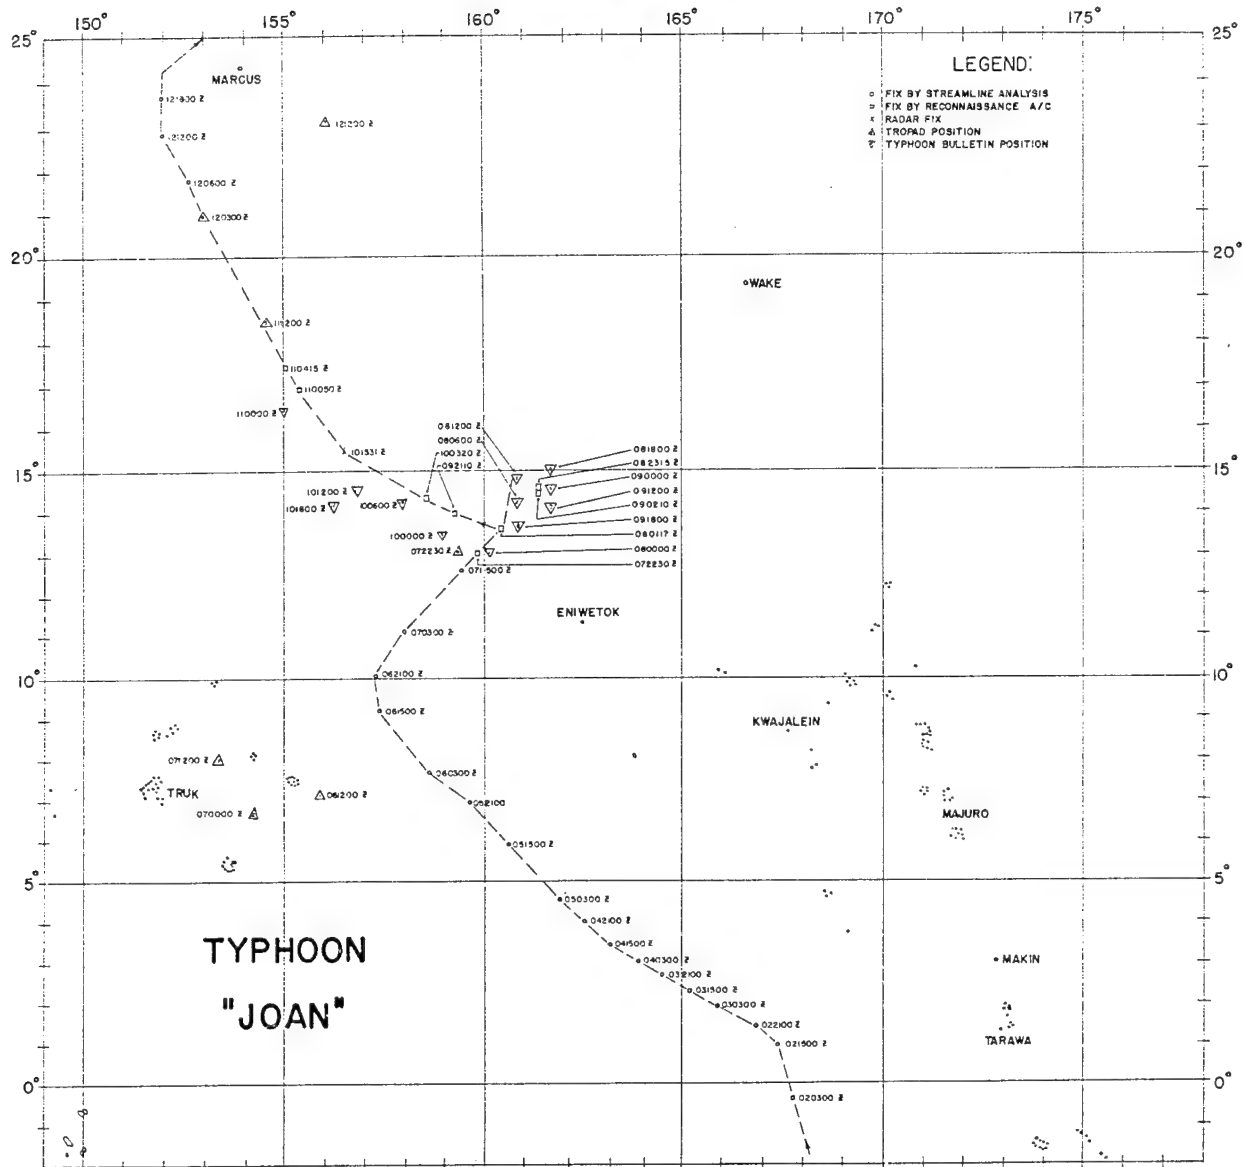 150° 155° 160° 165° 170° 175°
25° 25°
LEGEND:
FIX BY STREAMLINE ANALYSIS
FIX BY RECONNAISSANCE A/C
RADAR FIX
TROPAD POSITION
TYPHOON BULLETIN POSITION
MARCUS
121800 Z
121200 Z
121200 Z
120600 Z
120300 Z
20° 20°
WAKE
111200 Z
110415 Z
110050 Z
110000 Z
081200 Z
080600 Z
100320 Z
092110 Z
101331 Z
081800 Z
082315 Z
090000 Z
091200 Z
090210 Z
091800 Z
080117 Z
080000 Z
072230 Z
15° 15°
101200 Z
101800 Z
100600 Z
100000 Z
072230 Z
071500 Z
ENIWETOK
070300 Z
10° 10°
062100 Z
061500 Z
KWAJALEIN
071200 Z
060300 Z
TRUK
061200 Z
052100
070000 Z
MAJURO
051500 Z
5° 5°
050300 Z
042100 Z
041500 Z
040300 Z
032100 Z
031500 Z
030300 Z
022100 Z
021500 Z
MAKIN
TARAWA
TYPHOON
"JOAN"
0° 0°
020300 Z